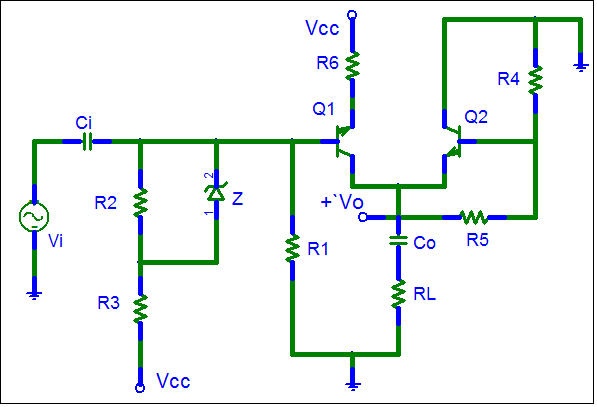 Vcc
R6
R4
Q1
Q2
Ci
2
R2
Z
1
+`Vo
Vi
R1
Co
R5
R3
RL
Vcc